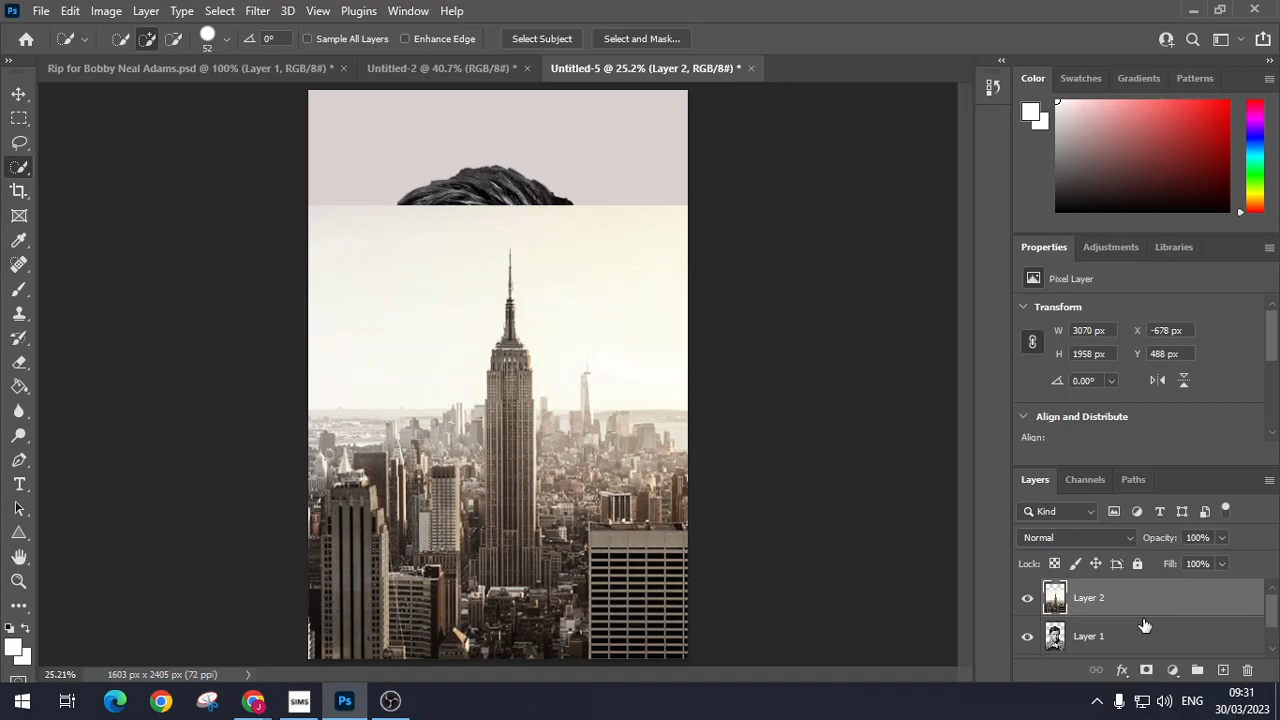 Ps File Edit Image Layer Type Select Filter 3D View Plugins Window Help
52 0° Sample All Layers Enhance Edge Select Subject Select and Mask...
Rip for Bobby Neal Adams.psd @ 100% (Layer 1, RGB/8#) * × Untitled-2 @ 40.7% (RGB/8#) * × Untitled-5 @ 25.2% (Layer 2, RGB/8#) * ×
Color Swatches Gradients Patterns
Properties Adjustments Libraries
Pixel Layer
Transform
W 3070 px X -678 px
H 1958 px Y 488 px
0.00°
Align and Distribute
Align:
Layers Channels Paths
Kind
Normal Opacity: 100%
Lock: Fill: 100%
Layer 2
Layer 1
fx
25.21% 1603 px x 2405 px (72 ppi)
SIMS Ps ENG 09:31
30/03/2023